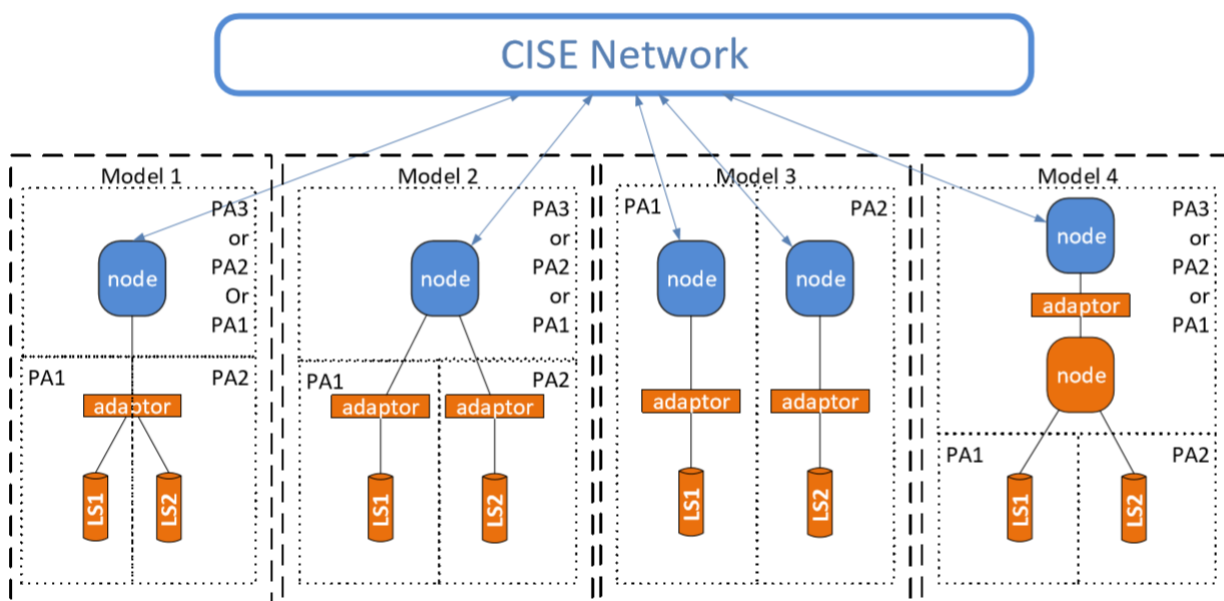 CISE Network
Model 1
PA3
or
PA2
Or
PA1
node
PA1
PA2
adaptor
LS1
LS2
Model 2
PA3
or
PA2
or
PA1
node
PA1
PA2
adaptor
adaptor
LS1
LS2
Model 3
PA1
PA2
node
node
adaptor
adaptor
LS1
LS2
Model 4
node
PA3
or
PA2
or
PA1
adaptor
node
PA1
PA2
LS1
LS2